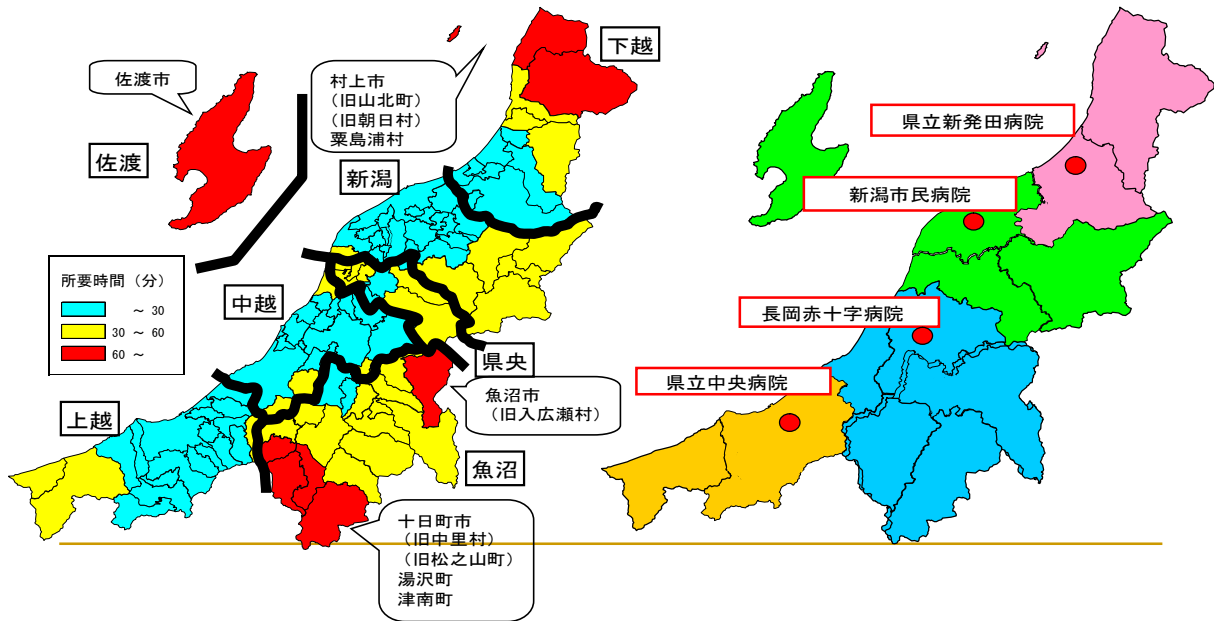 下越
佐渡市
村上市
（旧山北町）
（旧朝日村）
粟島浦村
佐渡
新潟
所要時間（分）
～ 30
30 ～ 60
60 ～
中越
県央
魚沼市
（旧入広瀬村）
上越
魚沼
十日町市
（旧中里村）
（旧松之山町）
湯沢町
津南町
県立新発田病院
新潟市民病院
長岡赤十字病院
県立中央病院